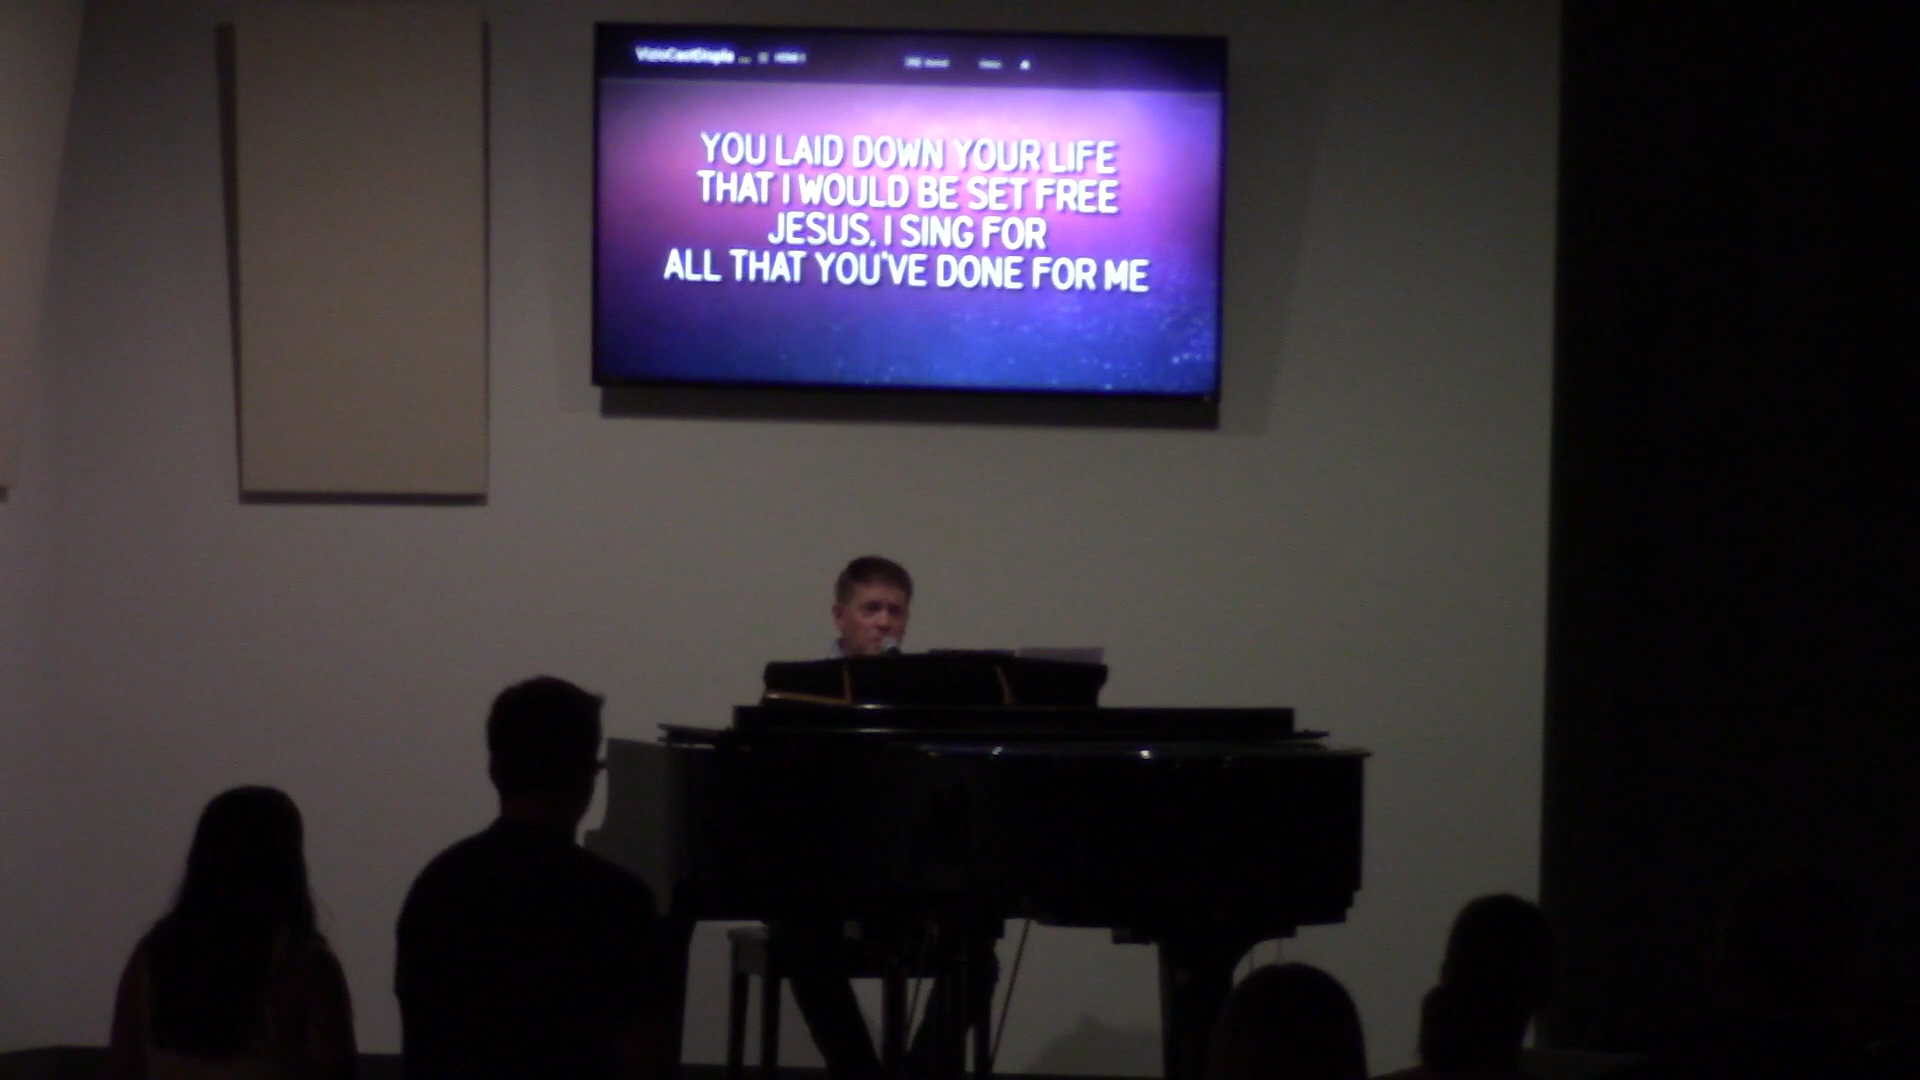 YOU LAID DOWN YOUR LIFE
THAT I WOULD BE SET FREE
JESUS, I SING FOR
ALL THAT YOU'VE DONE FOR ME